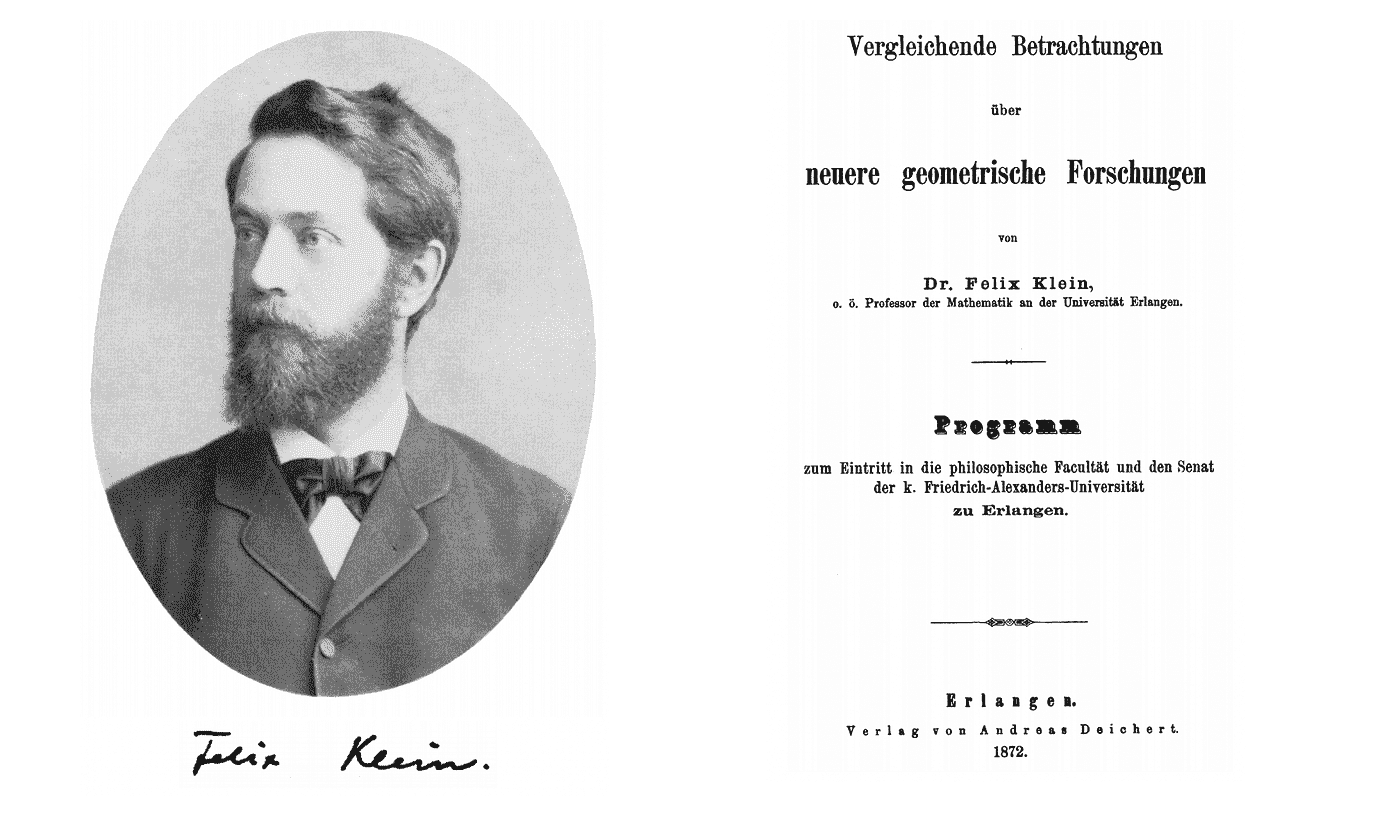 Felix Klein.
Vergleichende Betrachtungen
über
neuere geometrische Forschungen
von
Dr. Felix Klein,
o. ö. Professor der Mathematik an der Universität Erlangen.
Programm
zum Eintritt in die philosophische Facultät und den Senat
der k. Friedrich-Alexanders-Universität
zu Erlangen.
Erlangen.
Verlag von Andreas Deichert.
1872.